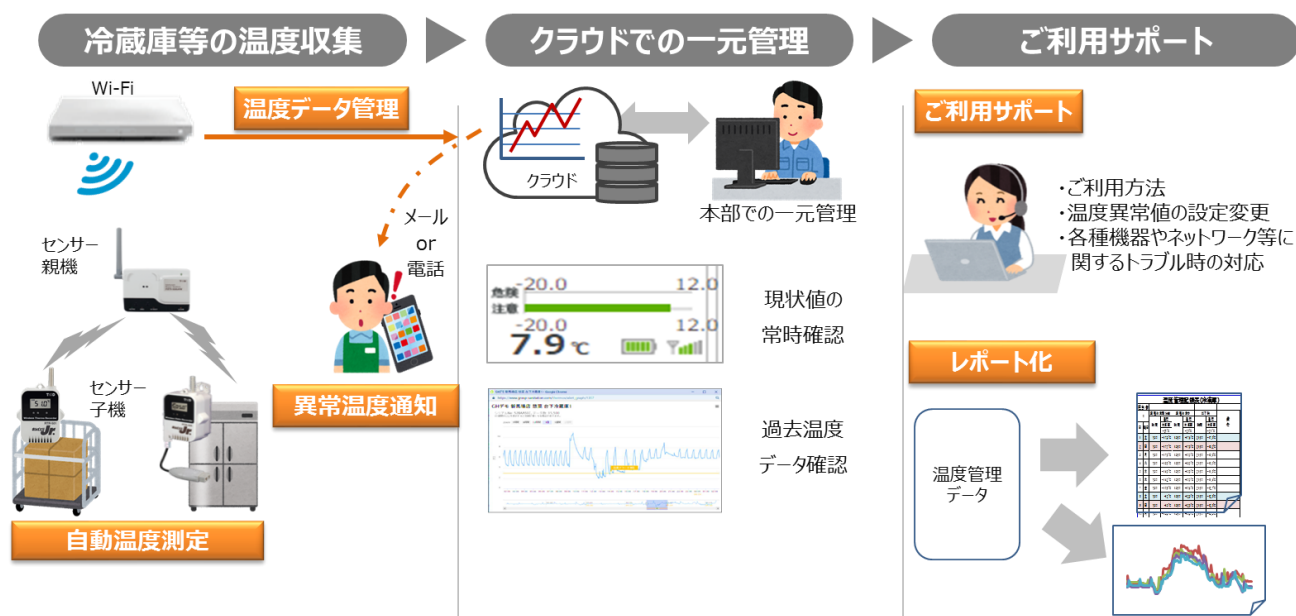 冷蔵庫等の温度収集
クラウドでの一元管理
ご利用サポート
Wi-Fi
温度データ管理
センサー
親機
メール
or
電話
センサー
子機
異常温度通知
自動温度測定
クラウド
本部での一元管理
-20.0 12.0
危険
注意
-20.0 12.0
7.9 ℃
現状値の
常時確認
過去温度
データ確認
ご利用サポート
・ご利用方法
・温度異常値の設定変更
・各種機器やネットワーク等に
関するトラブル時の対応
レポート化
温度管理
データ